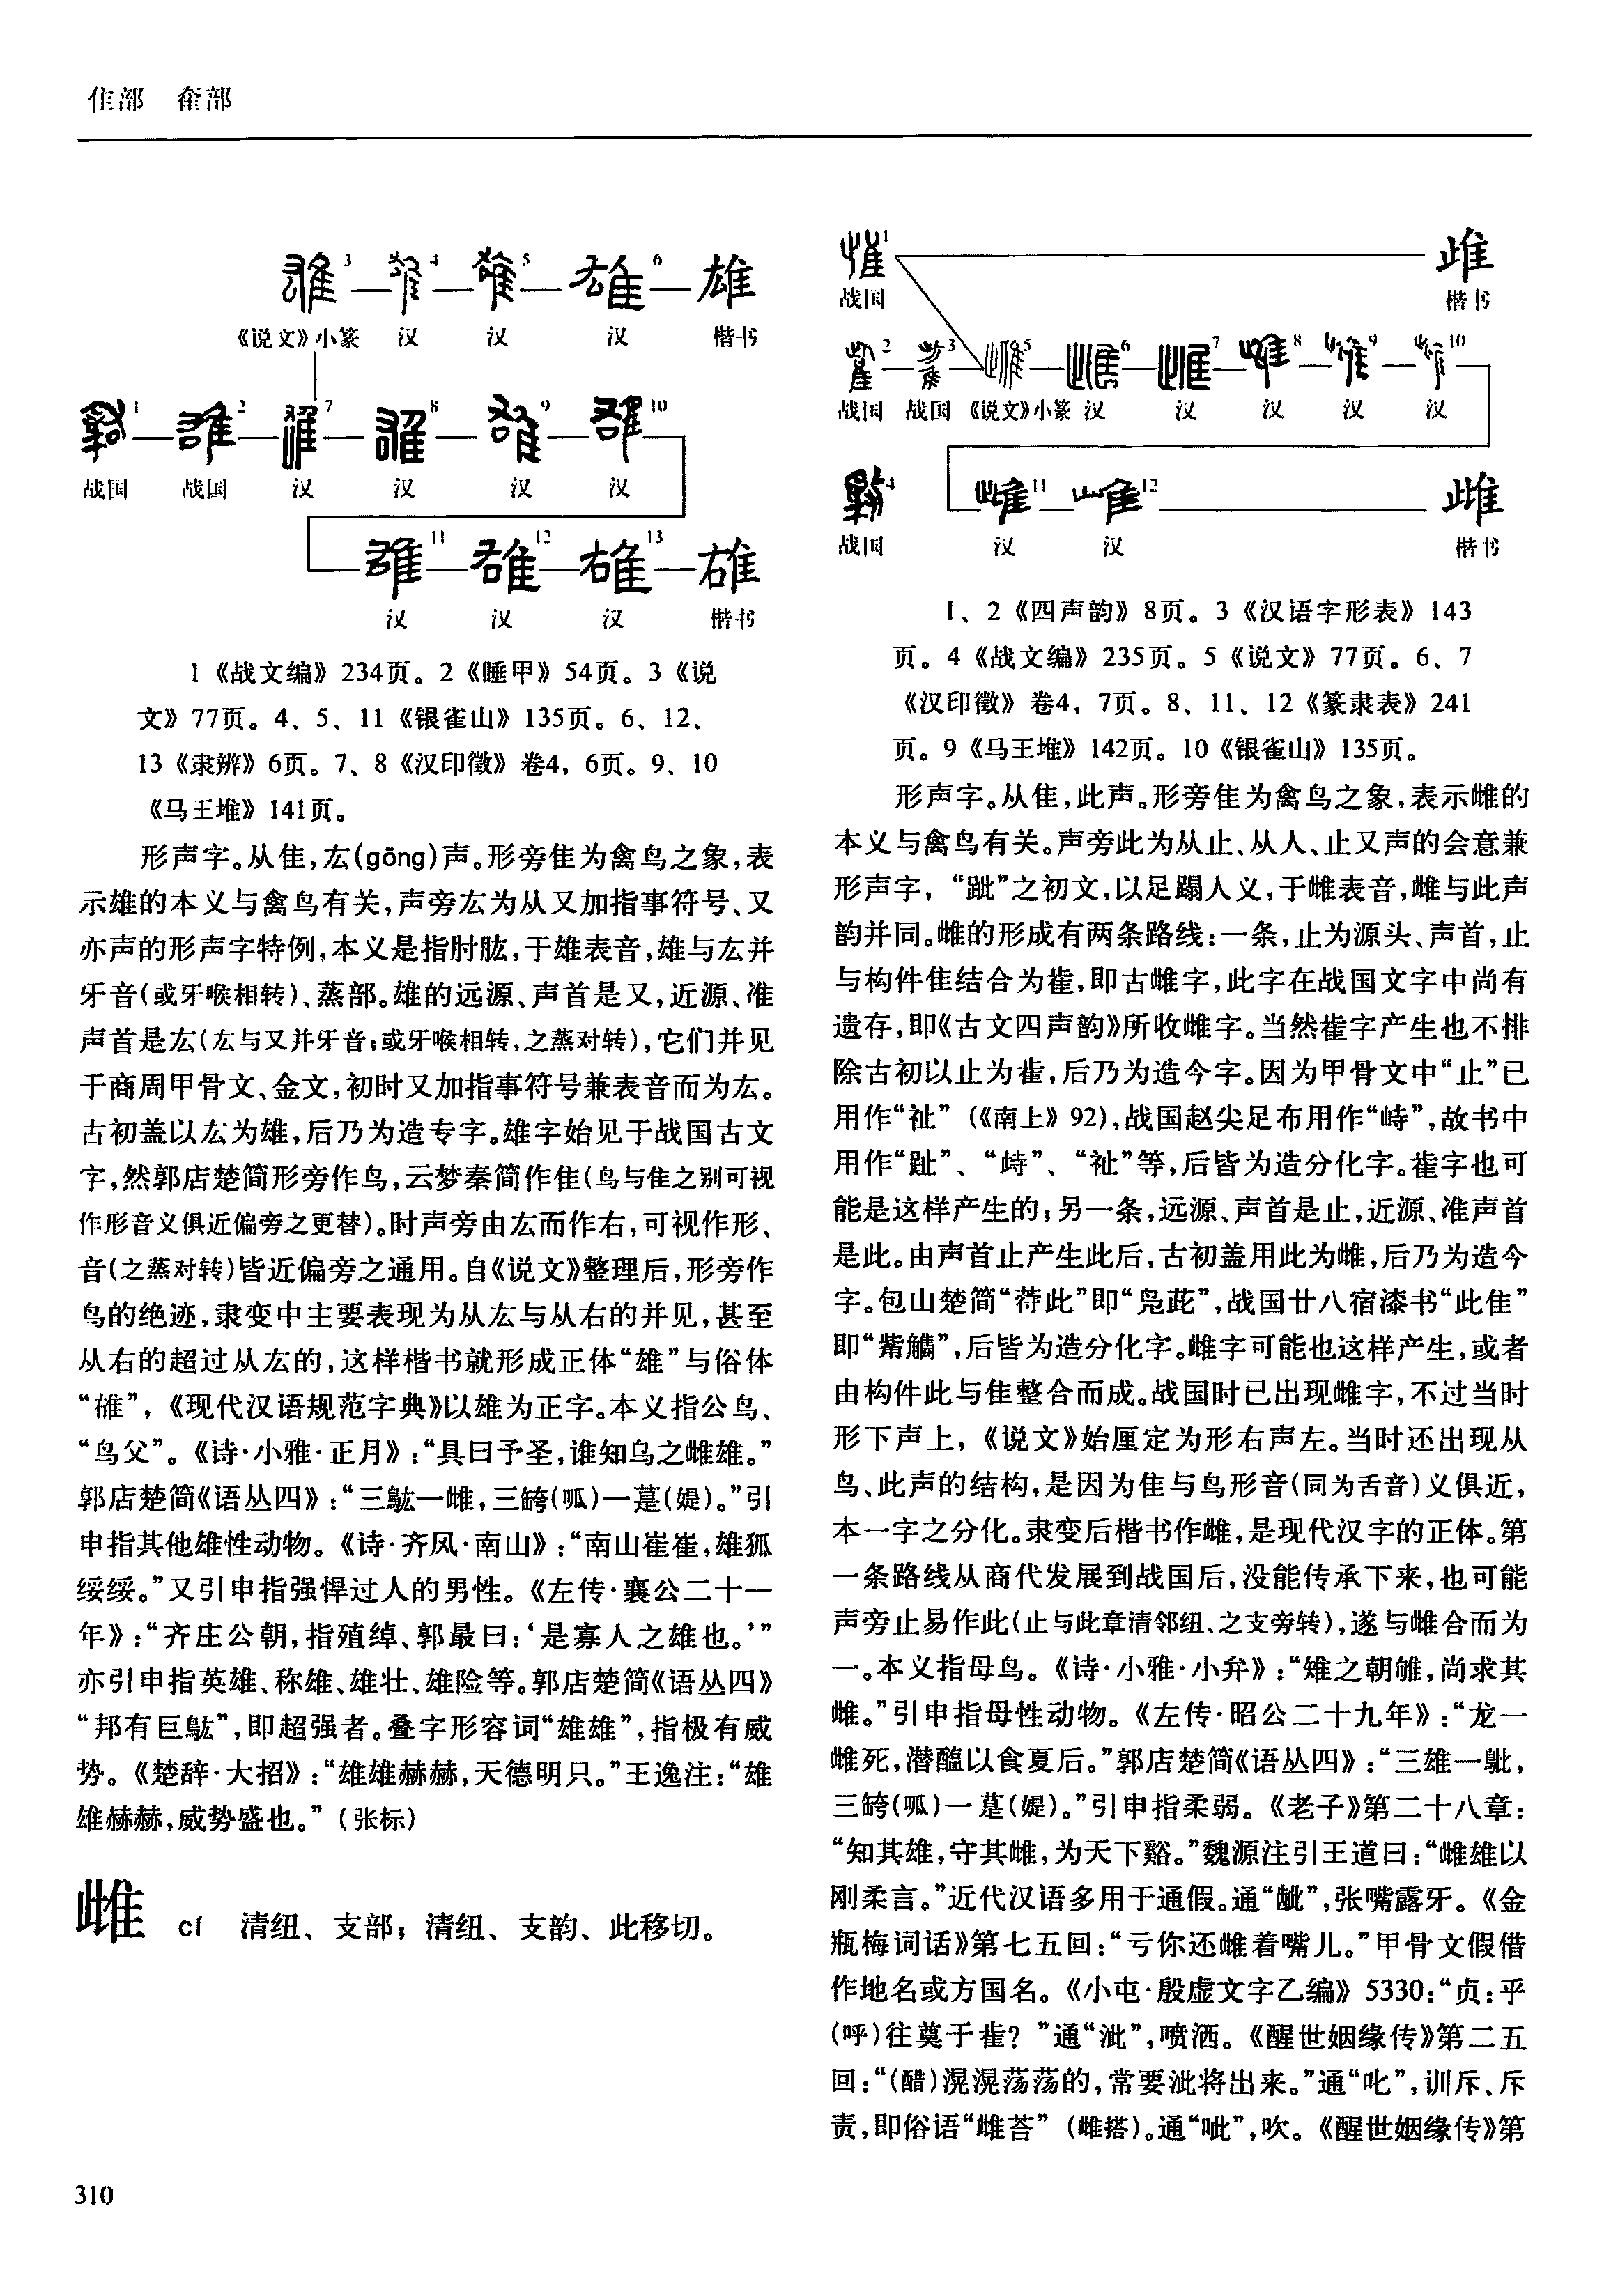 隹部　奞部
3 4 5 6 雄
《说文》小篆 汉 汉 汉 楷书
1 2 7 8 9 10
战国 战国 汉 汉 汉 汉
11 12 13 䧺
汉 汉 汉 楷书
1《战文编》234页。2《睡甲》54页。3《说
文》77页。4、5、11《银雀山》135页。6、12、
13《隶辨》6页。7、8《汉印徵》卷4，6页。9、10
《马王堆》141页。
形声字。从隹，厷(gōng)声。形旁隹为禽鸟之象，表
示雄的本义与禽鸟有关，声旁厷为从又加指事符号、又
亦声的形声字特例，本义是指肘肱，于雄表音，雄与厷并
牙音(或牙喉相转)、蒸部。雄的远源、声首是又，近源、准
声首是厷(厷与又并牙音；或牙喉相转，之蒸对转)，它们并见
于商周甲骨文、金文，初时又加指事符号兼表音而为厷。
古初盖以厷为雄，后乃为造专字。雄字始见于战国古文
字，然郭店楚简形旁作鸟，云梦秦简作隹(鸟与隹之别可视
作形音义俱近偏旁之更替)。时声旁由厷而作右，可视作形、
音(之蒸对转)皆近偏旁之通用。自《说文》整理后，形旁作
鸟的绝迹，隶变中主要表现为从厷与从右的并见，甚至
从右的超过从厷的，这样楷书就形成正体“雄”与俗体
“䧺”，《现代汉语规范字典》以雄为正字。本义指公鸟、
“鸟父”。《诗·小雅·正月》：“具曰予圣，谁知乌之雌雄。”
郭店楚简《语丛四》：“三䲲一雌，三䇓(呱)一䓳(媞)。”引
申指其他雄性动物。《诗·齐风·南山》：“南山崔崔，雄狐
绥绥。”又引申指强悍过人的男性。《左传·襄公二十一
年》：“齐庄公朝，指殖绰、郭最曰：‘是寡人之雄也。’”
亦引申指英雄、称雄、雄壮、雄险等。郭店楚简《语丛四》
“邦有巨䲲”，即超强者。叠字形容词“雄雄”，指极有威
势。《楚辞·大招》：“雄雄赫赫，天德明只。”王逸注：“雄
雄赫赫，威势盛也。”（张标）
雌 cí 清纽、支部；清纽、支韵、此移切。
310
1 雌
战国 楷书
2 3 5 6 7 8 9 10
战国 战国 《说文》小篆 汉 汉 汉 汉 汉
4 11 12 雌
战国 汉 汉 楷书
1、2《四声韵》8页。3《汉语字形表》143
页。4《战文编》235页。5《说文》77页。6、7
《汉印徵》卷4，7页。8、11、12《篆隶表》241
页。9《马王堆》142页。10《银雀山》135页。
形声字。从隹，此声。形旁隹为禽鸟之象，表示雌的
本义与禽鸟有关。声旁此为从止、从人、止又声的会意兼
形声字，“跐”之初文，以足蹋人义，于雌表音，雌与此声
韵并同。雌的形成有两条路线：一条，止为源头、声首，止
与构件隹结合为㠿，即古雌字，此字在战国文字中尚有
遗存，即《古文四声韵》所收雌字。当然㠿字产生也不排
除古初以止为㠿，后乃为造今字。因为甲骨文中“止”已
用作“祉”（《南上》92)，战国赵尖足布用作“峙”，故书中
用作“趾”、“歭”、“祉”等，后皆为造分化字。㠿字也可
能是这样产生的；另一条，远源、声首是止，近源、准声首
是此。由声首止产生此后，古初盖用此为雌，后乃为造今
字。包山楚简“荐此”即“凫茈”，战国廿八宿漆书“此隹”
即“觜觿”，后皆为造分化字。雌字可能也这样产生，或者
由构件此与隹整合而成。战国时已出现雌字，不过当时
形下声上，《说文》始厘定为形右声左。当时还出现从
鸟、此声的结构，是因为隹与鸟形音(同为舌音)义俱近，
本一字之分化。隶变后楷书作雌，是现代汉字的正体。第
一条路线从商代发展到战国后，没能传承下来，也可能
声旁止易作此(止与此章清邻纽、之支旁转)，遂与雌合而为
一。本义指母鸟。《诗·小雅·小弁》：“雉之朝雊，尚求其
雌。”引申指母性动物。《左传·昭公二十九年》：“龙一
雌死，潜醢以食夏后。”郭店楚简《语丛四》：“三雄一䳄，
三䇓(呱)一䓳(媞)。”引申指柔弱。《老子》第二十八章：
“知其雄，守其雌，为天下谿。”魏源注引王道曰：“雌雄以
刚柔言。”近代汉语多用于通假。通“龇”，张嘴露牙。《金
瓶梅词话》第七五回：“亏你还雌着嘴儿。”甲骨文假借
作地名或方国名。《小屯·殷虚文字乙编》5330：“贞：乎
(呼)往奠于㠿？”通“泚”，喷洒。《醒世姻缘传》第二五
回：“(醋)滉滉荡荡的，常要泚将出来。”通“叱”，训斥、斥
责，即俗语“雌荅”（雌搭)。通“呲”，吹。《醒世姻缘传》第